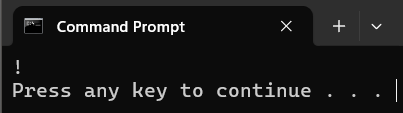 Command Prompt
!
Press any key to continue . . .